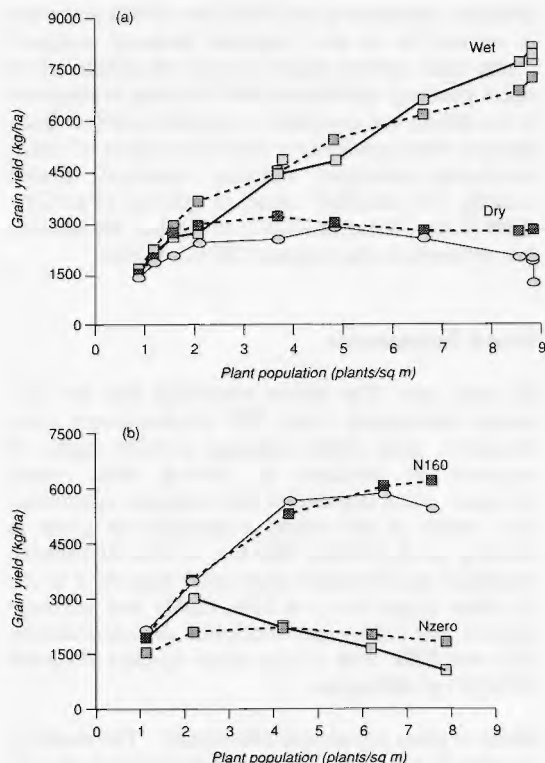 (a)
9000
7500
6000
4500
3000
1500
0
Grain yield (kg/ha)
Wet
Dry
0 1 2 3 4 5 6 7 8 9
Plant population (plants/sq m)
(b)
7500
6000
4500
3000
1500
0
Grain yield (kg/ha)
N160
Nzero
0 1 2 3 4 5 6 7 8 9
Plant population (plants/sq m)